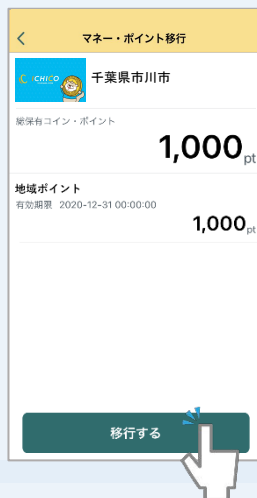 マネー・ポイント移行
ICHICO
千葉県市川市
総保有コイン・ポイント
1,000pt
地域ポイント
有効期限 2020-12-31 00:00:00
1,000pt
移行する